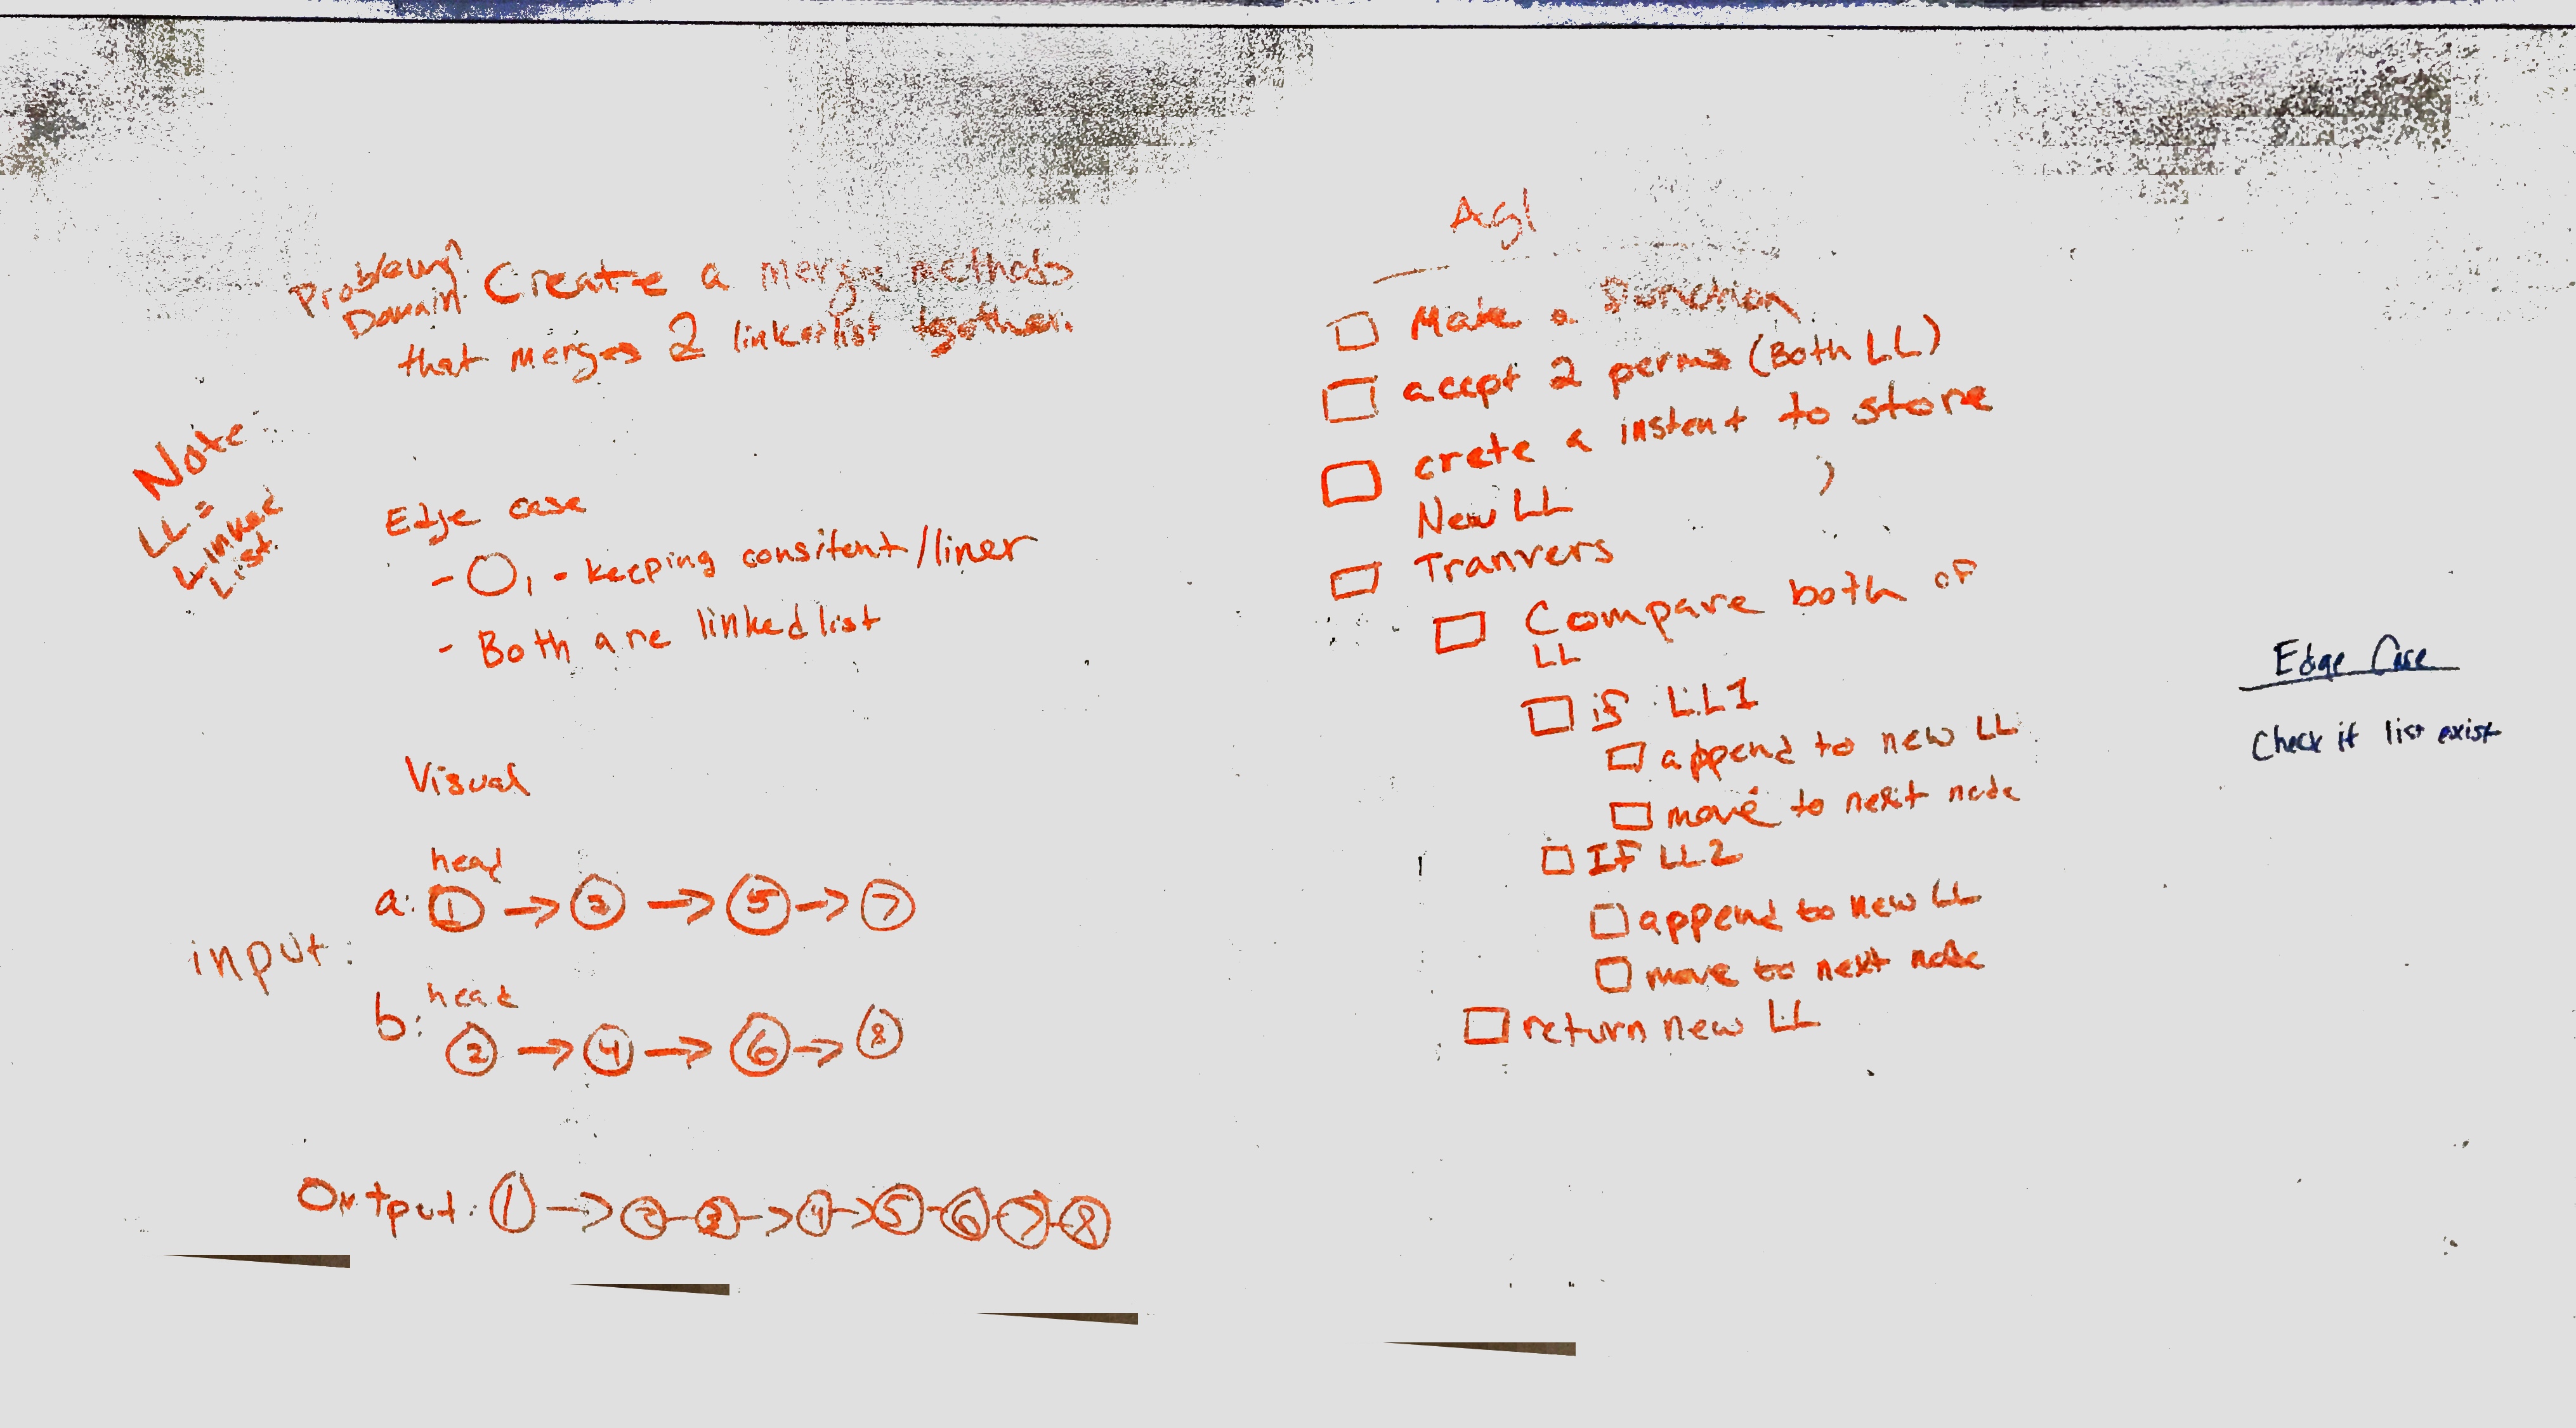 Problem
Domain: Create a merge methods
that merges 2 linkedlist together.
Note
LL =
Linked
List.
Edge case
- O, - keeping consitent/liner
- Both are linkedlist
Visual
input:
head
a: 1 → 3 → 5 → 7
head
b: 2 → 4 → 6 → 8
Output: 1 → 2 - 3 → 4 → 5 - 6 - 7 - 8
Agl
Make a function
accept 2 perms (Both LL)
crete a instent to store
New LL
Tranvers
Compare both of
LL
if LL1
append to new LL
move to next node
IF LL2
append to new LL
move to next node
return new LL
Edge Case
Check if list exist